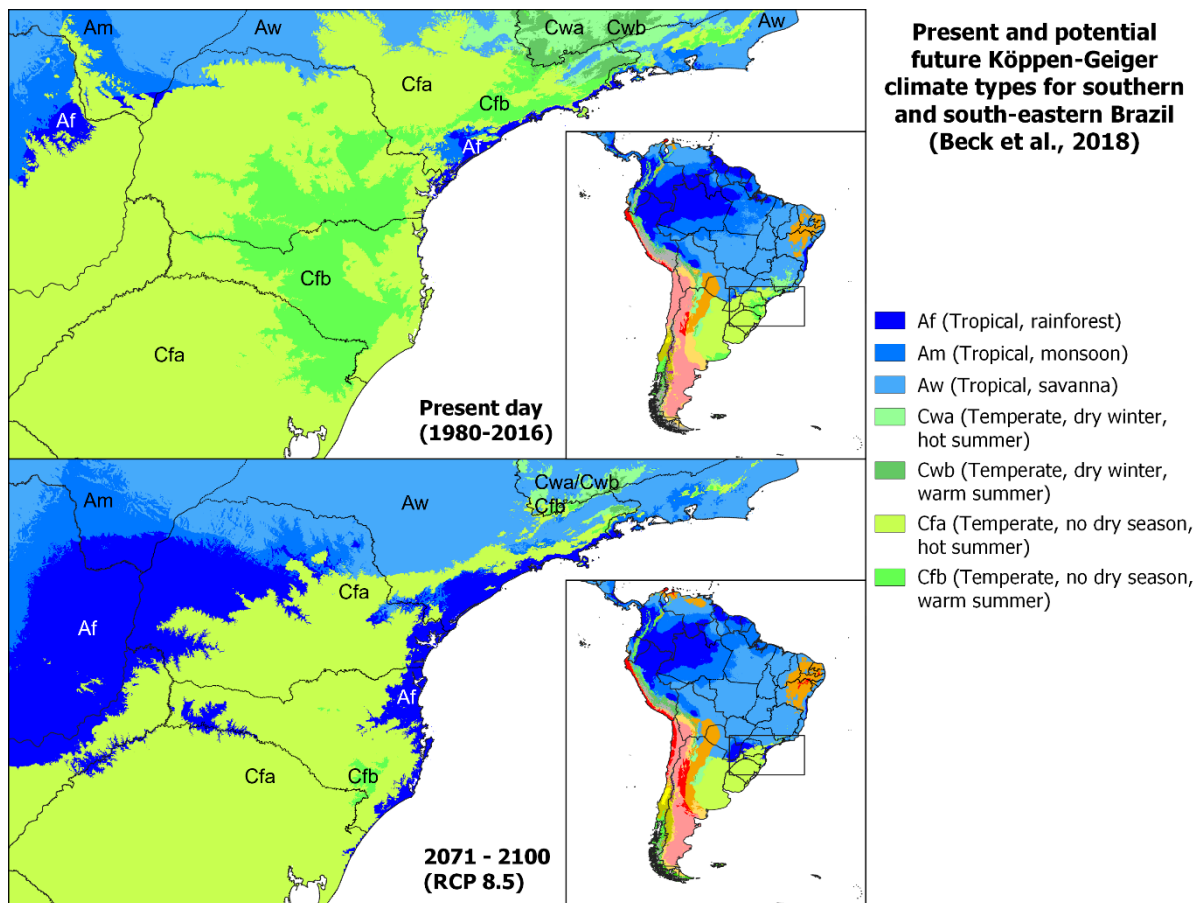 Am
Aw
Cwa
Cwb
Aw
Cfa
Cfb
Af
Af
Cfb
Cfa
Present day
(1980-2016)
Present and potential
future Köppen-Geiger
climate types for southern
and south-eastern Brazil
(Beck et al., 2018)
Af (Tropical, rainforest)
Am (Tropical, monsoon)
Aw (Tropical, savanna)
Cwa (Temperate, dry winter,
hot summer)
Cwb (Temperate, dry winter,
warm summer)
Cfa (Temperate, no dry season,
hot summer)
Cfb (Temperate, no dry season,
warm summer)
Am
Aw
Cwa/Cwb
Cfb
Cfa
Af
Af
Cfa
Cfb
2071 - 2100
(RCP 8.5)